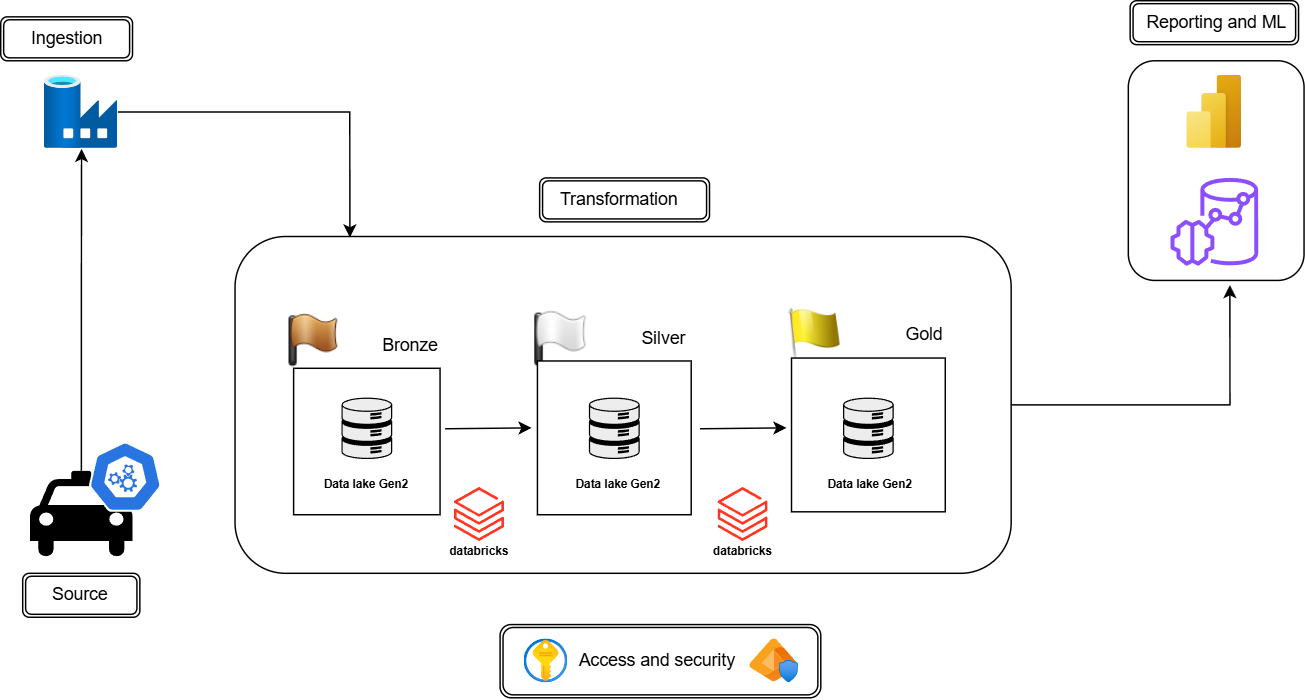 Ingestion
Reporting and ML
Transformation
Bronze
Silver
Gold
Data lake Gen2
Data lake Gen2
Data lake Gen2
databricks
databricks
Source
Access and security